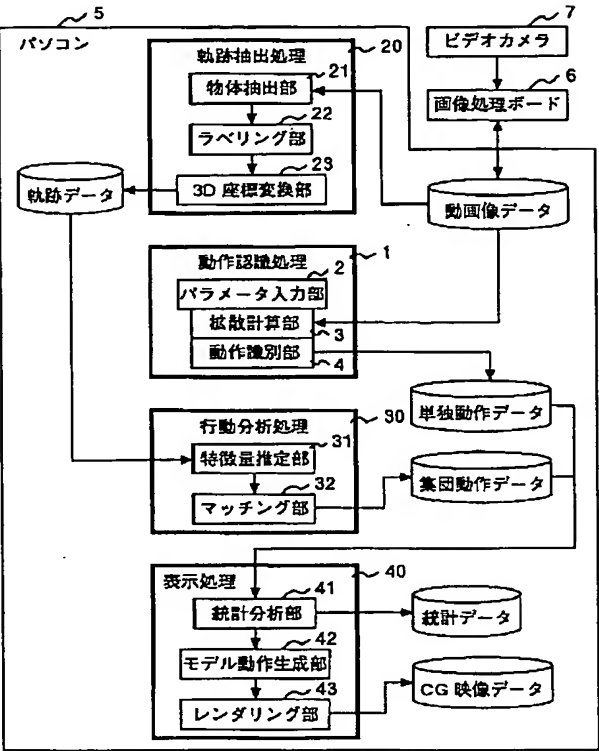 5
パソコン
7
ビデオカメラ
6
画像処理ボード
動画像データ
20
軌跡抽出処理
21
物体抽出部
22
ラベリング部
23
3D 座標変換部
軌跡データ
1
動作認識処理
2
パラメータ入力部
拡散計算部
3
動作識別部
4
単独動作データ
30
行動分析処理
31
特徴量推定部
32
マッチング部
集団動作データ
40
表示処理
41
統計分析部
統計データ
42
モデル動作生成部
43
レンダリング部
CG 映像データ